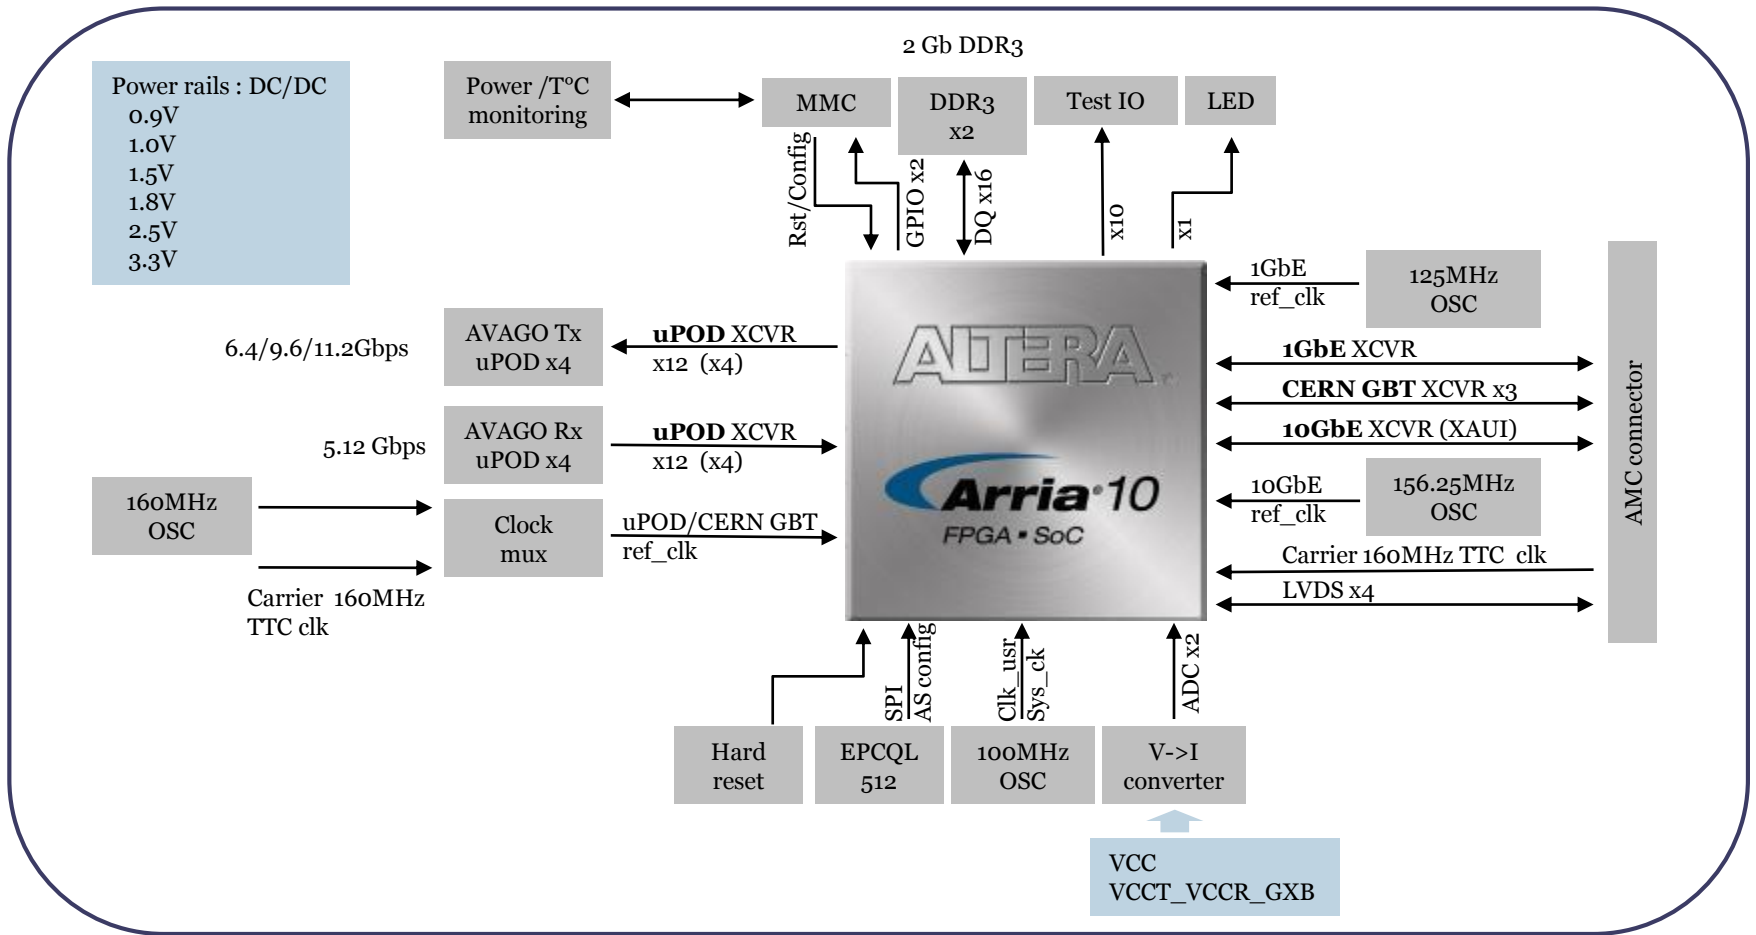 2 Gb DDR3
Power rails : DC/DC
0.9V
1.0V
1.5V
1.8V
2.5V
3.3V
Power /T°C
monitoring
MMC
DDR3
x2
Test IO
LED
Rst/Config
GPIO x2
DQ x16
x10
x1
1GbE
ref_clk
125MHz
OSC
6.4/9.6/11.2Gbps
AVAGO Tx
uPOD x4
uPOD XCVR
x12 (x4)
ALTERA
1GbE XCVR
CERN GBT XCVR x3
10GbE XCVR (XAUI)
AMC connector
5.12 Gbps
AVAGO Rx
uPOD x4
uPOD XCVR
x12 (x4)
Arria 10
FPGA ▪ SoC
10GbE
ref_clk
156.25MHz
OSC
160MHz
OSC
Clock
mux
uPOD/CERN GBT
ref_clk
Carrier 160MHz TTC clk
LVDS x4
Carrier 160MHz
TTC clk
SPI
AS config
Clk_usr
Sys_ck
ADC x2
Hard
reset
EPCQL
512
100MHz
OSC
V->I
converter
VCC
VCCT_VCCR_GXB